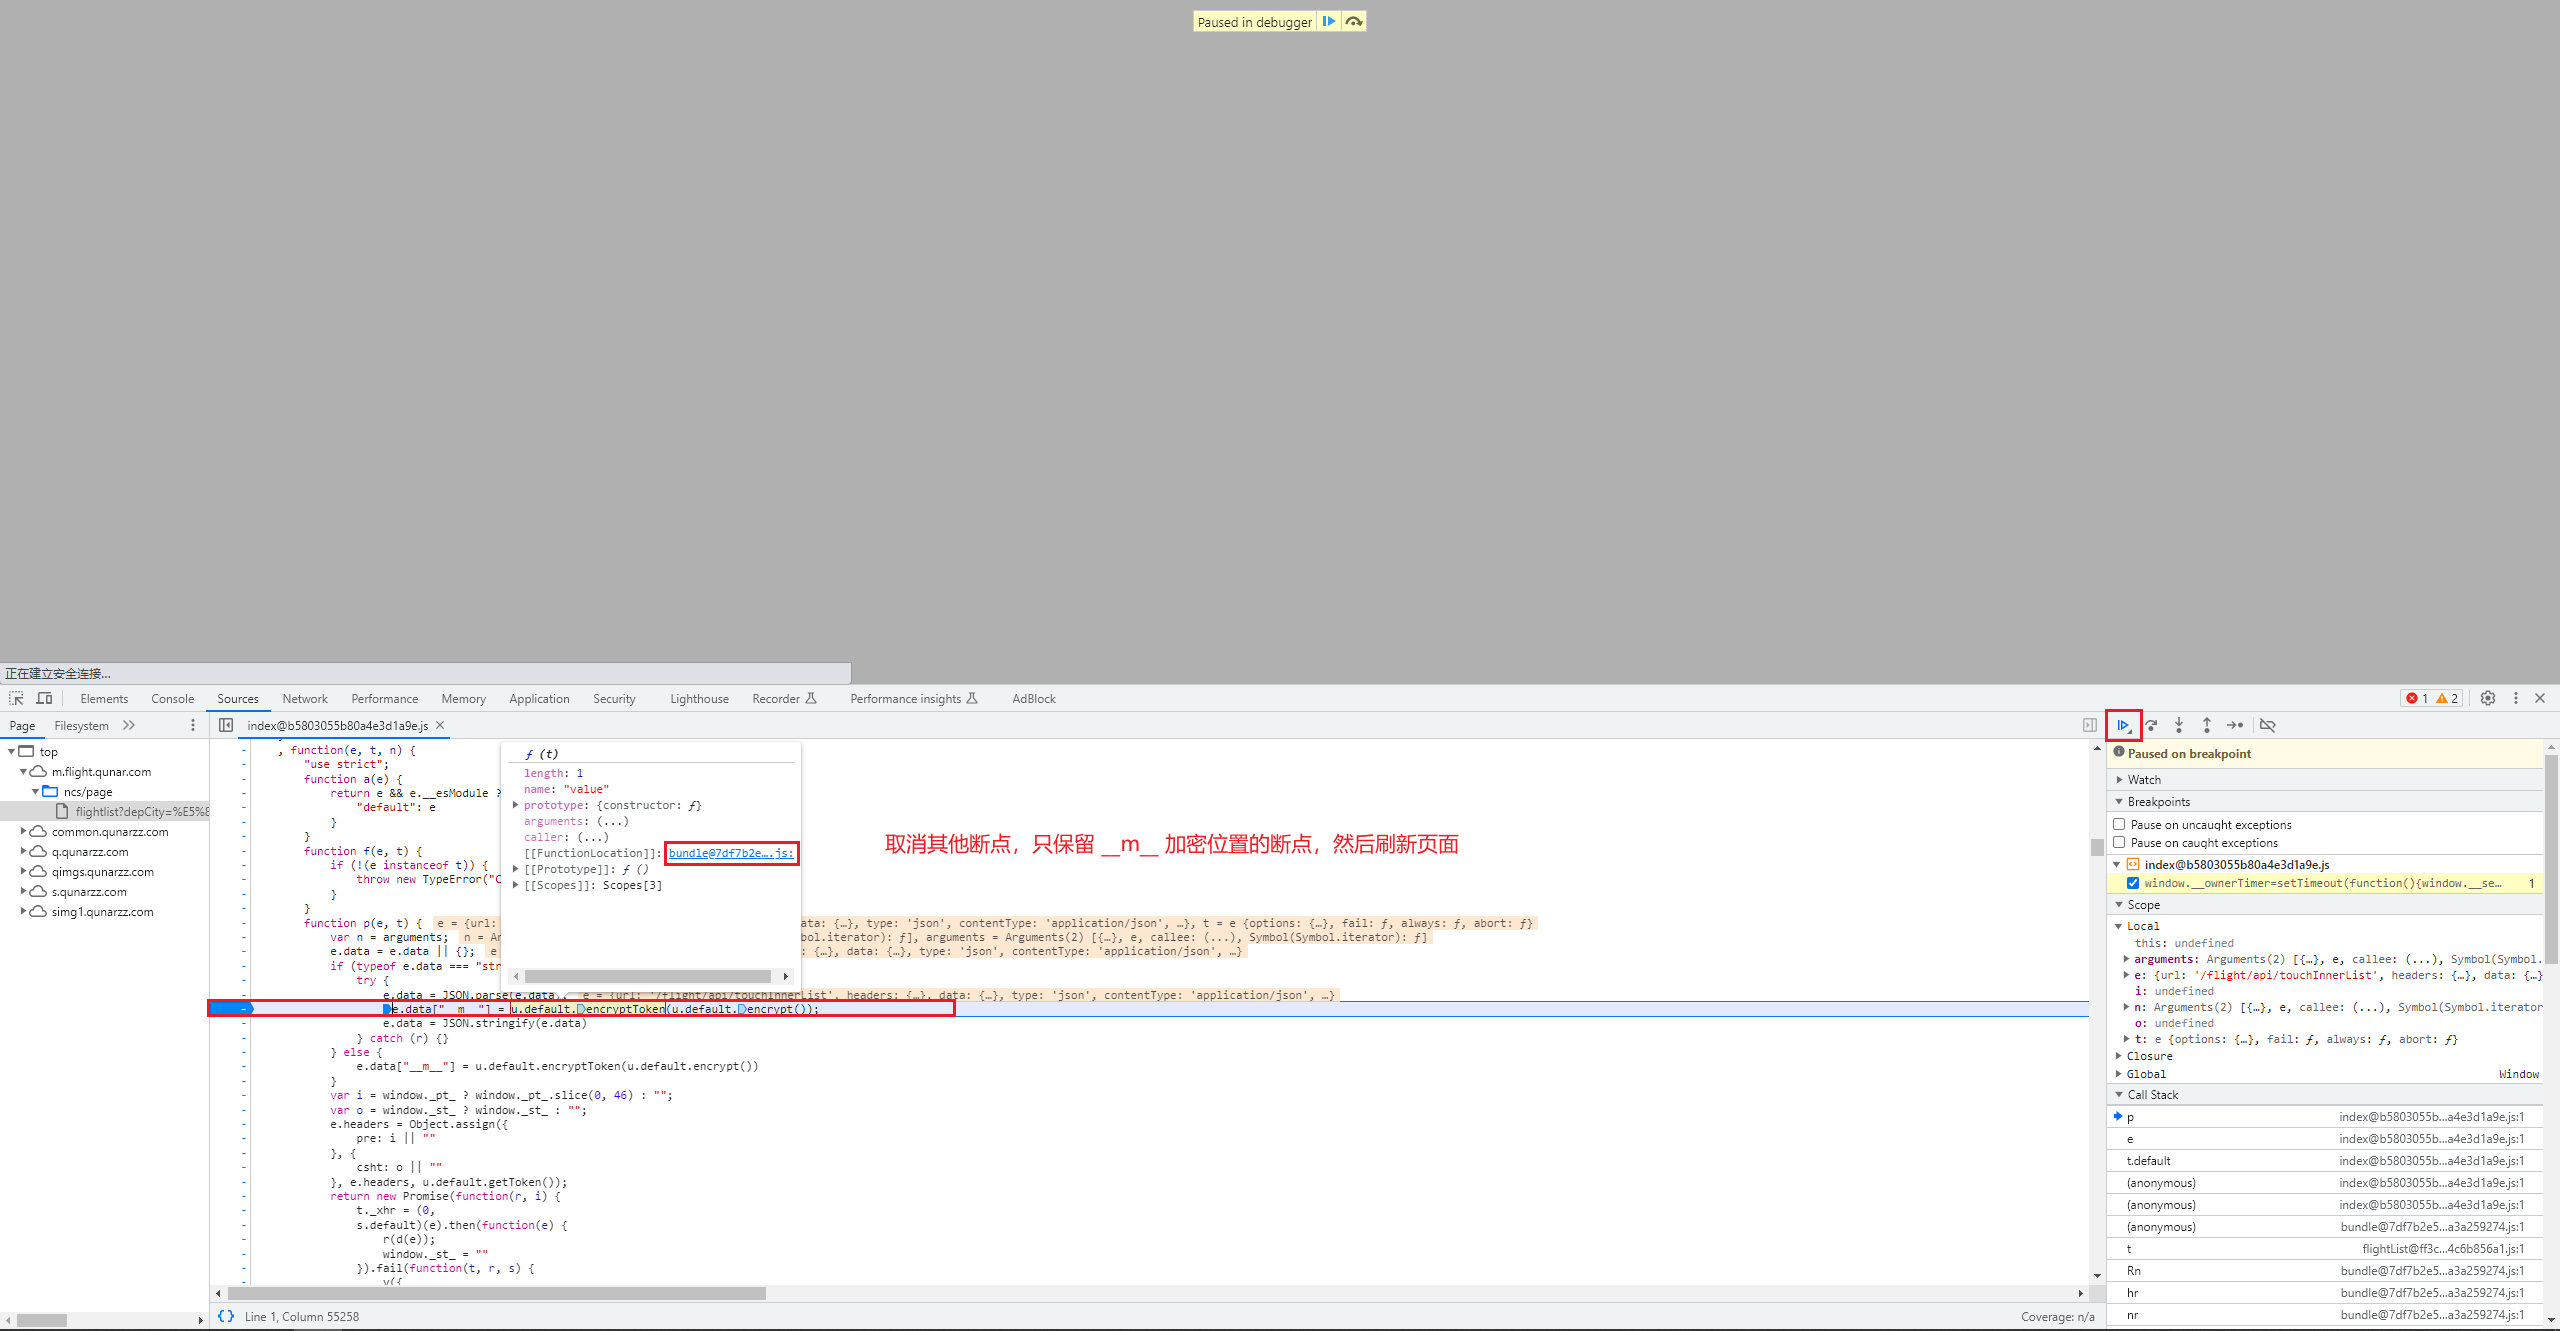 Paused in debugger
正在建立安全连接...
Elements Console Sources Network Performance Memory Application Security Lighthouse Recorder Performance insights AdBlock 1 2
Page Filesystem
index@b5803055b80a4e3d1a9e.js
top
m.flight.qunar.com
ncs/page
flightlist?depCity=%E5%8
common.qunarzz.com
q.qunarzz.com
qimgs.qunarzz.com
s.qunarzz.com
simg1.qunarzz.com
, function(e, t, n) {
"use strict";
function a(e) {
return e && e.__esModule ?
"default": e
}
}
function f(e, t) {
if (!(e instanceof t)) {
throw new TypeError("C
}
}
function p(e, t) { e = {url: data: {…}, type: 'json', contentType: 'application/json', …}, t = e {options: {…}, fail: ƒ, always: ƒ, abort: ƒ}
var n = arguments; n = Ar bol.iterator): ƒ], arguments = Arguments(2) [{…}, e, callee: (...), Symbol(Symbol.iterator): ƒ]
e.data = e.data || {}; e : {…}, data: {…}, type: 'json', contentType: 'application/json', …}
if (typeof e.data === "str
try {
e.data = JSON.parse(e.data); e = {url: '/flight/api/touchInnerList', headers: {…}, data: {…}, type: 'json', contentType: 'application/json', …}
e.data["__m__"] = u.default.encryptToken(u.default.encrypt());
e.data = JSON.stringify(e.data)
} catch (r) {}
} else {
e.data["__m__"] = u.default.encryptToken(u.default.encrypt())
}
var i = window._pt_ ? window._pt_.slice(0, 46) : "";
var o = window._st_ ? window._st_ : "";
e.headers = Object.assign({
pre: i || ""
}, {
csht: o || ""
}, e.headers, u.default.getToken());
return new Promise(function(r, i) {
t._xhr = (0,
s.default)(e).then(function(e) {
r(d(e));
window._st_ = ""
}).fail(function(t, r, s) {
v({
ƒ (t)
length: 1
name: "value"
prototype: {constructor: ƒ}
arguments: (...)
caller: (...)
[[FunctionLocation]]: bundle@7df7b2e….js:
[[Prototype]]: ƒ ()
[[Scopes]]: Scopes[3]
取消其他断点，只保留 __m__ 加密位置的断点，然后刷新页面
Line 1, Column 55258
Coverage: n/a
Paused on breakpoint
Watch
Breakpoints
Pause on uncaught exceptions
Pause on caught exceptions
index@b5803055b80a4e3d1a9e.js
window.__ownerTimer=setTimeout(function(){window.__se… 1
Scope
Local
this: undefined
arguments: Arguments(2) [{…}, e, callee: (...), Symbol(Symbol.
e: {url: '/flight/api/touchInnerList', headers: {…}, data: {…}
i: undefined
n: Arguments(2) [{…}, e, callee: (...), Symbol(Symbol.iterator
o: undefined
t: e {options: {…}, fail: ƒ, always: ƒ, abort: ƒ}
Closure
Global Window
Call Stack
p index@b5803055b...a4e3d1a9e.js:1
e index@b5803055b...a4e3d1a9e.js:1
t.default index@b5803055b...a4e3d1a9e.js:1
(anonymous) index@b5803055b...a4e3d1a9e.js:1
(anonymous) index@b5803055b...a4e3d1a9e.js:1
(anonymous) bundle@7df7b2e5...a3a259274.js:1
t flightList@ff3c...4c6b856a1.js:1
Rn bundle@7df7b2e5...a3a259274.js:1
hr bundle@7df7b2e5...a3a259274.js:1
nr bundle@7df7b2e5...a3a259274.js:1